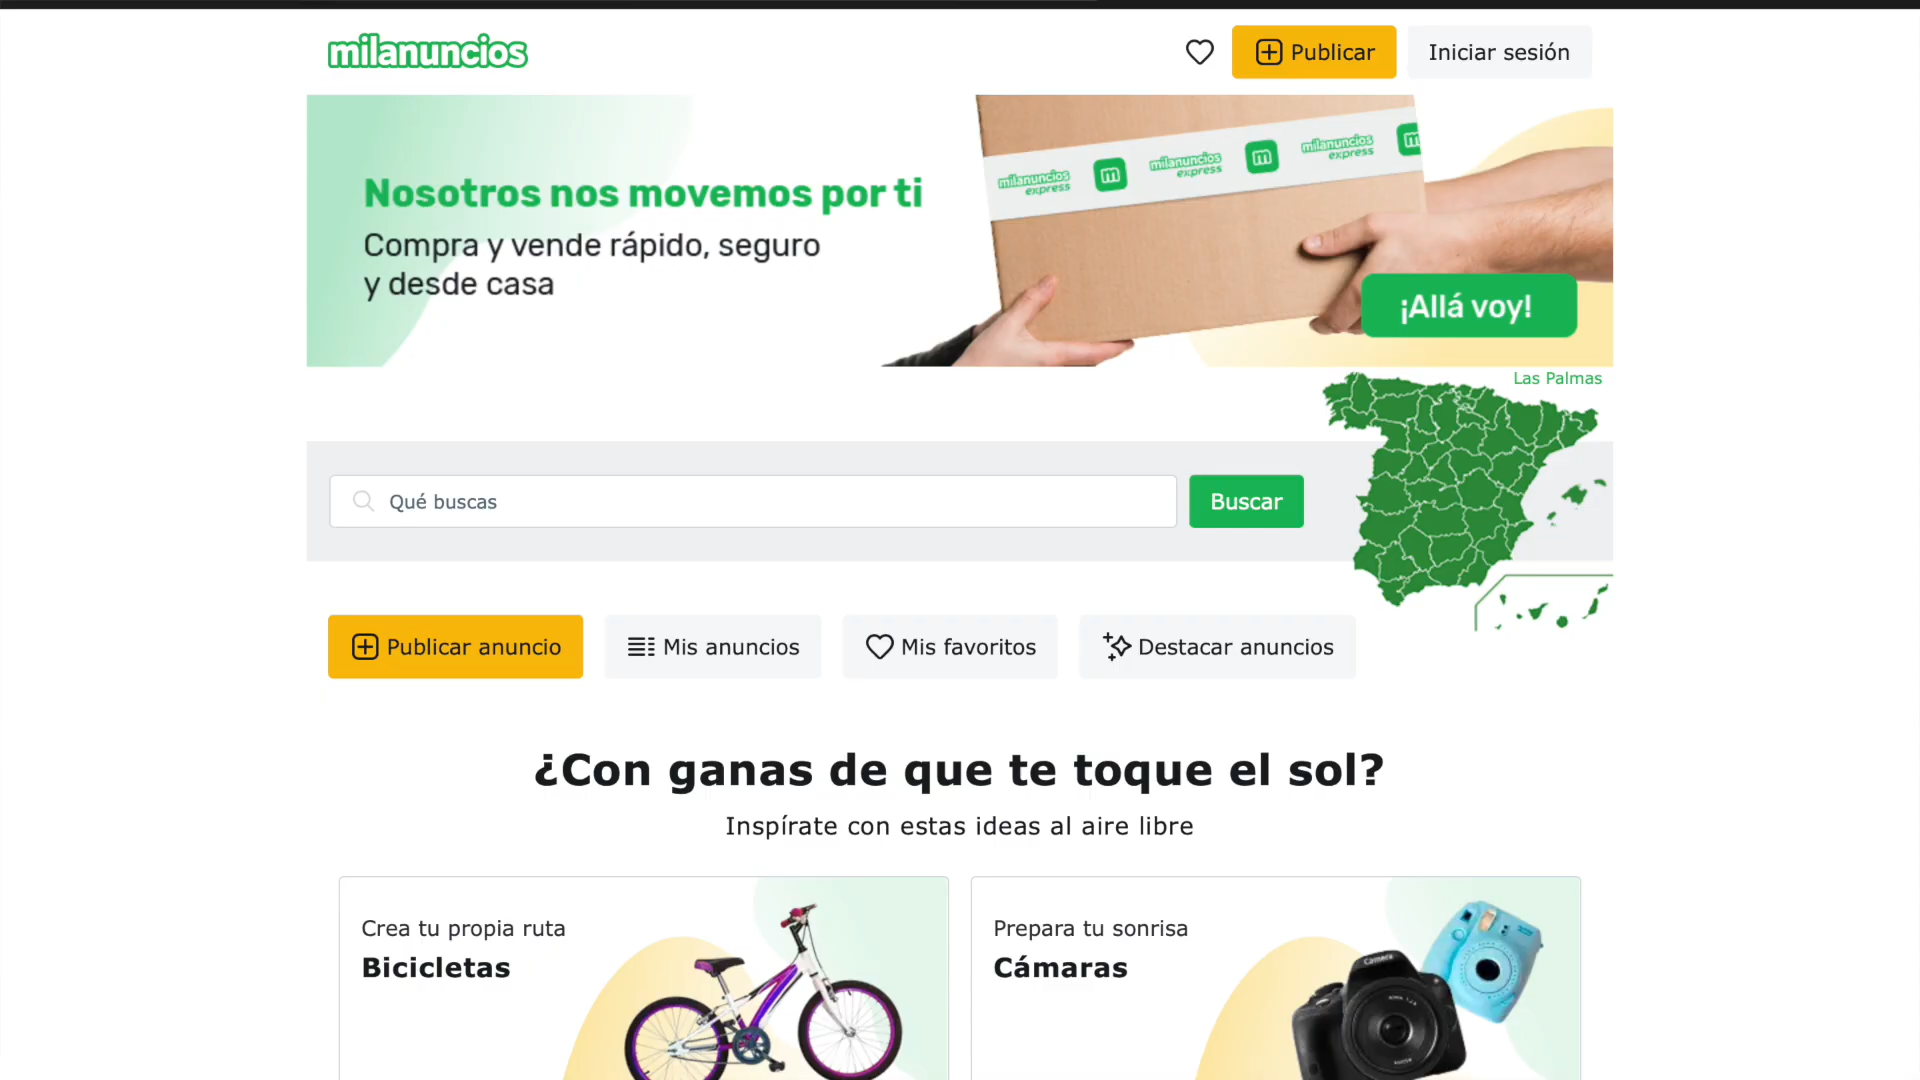 milanuncios
Publicar
Iniciar sesión
milanuncios express
milanuncios express
milanuncios express
Nosotros nos movemos por ti
Compra y vende rápido, seguro
y desde casa
¡Allá voy!
Las Palmas
Qué buscas
Buscar
Publicar anuncio
Mis anuncios
Mis favoritos
Destacar anuncios
¿Con ganas de que te toque el sol?
Inspírate con estas ideas al aire libre
Crea tu propia ruta
Bicicletas
Prepara tu sonrisa
Cámaras
Camera